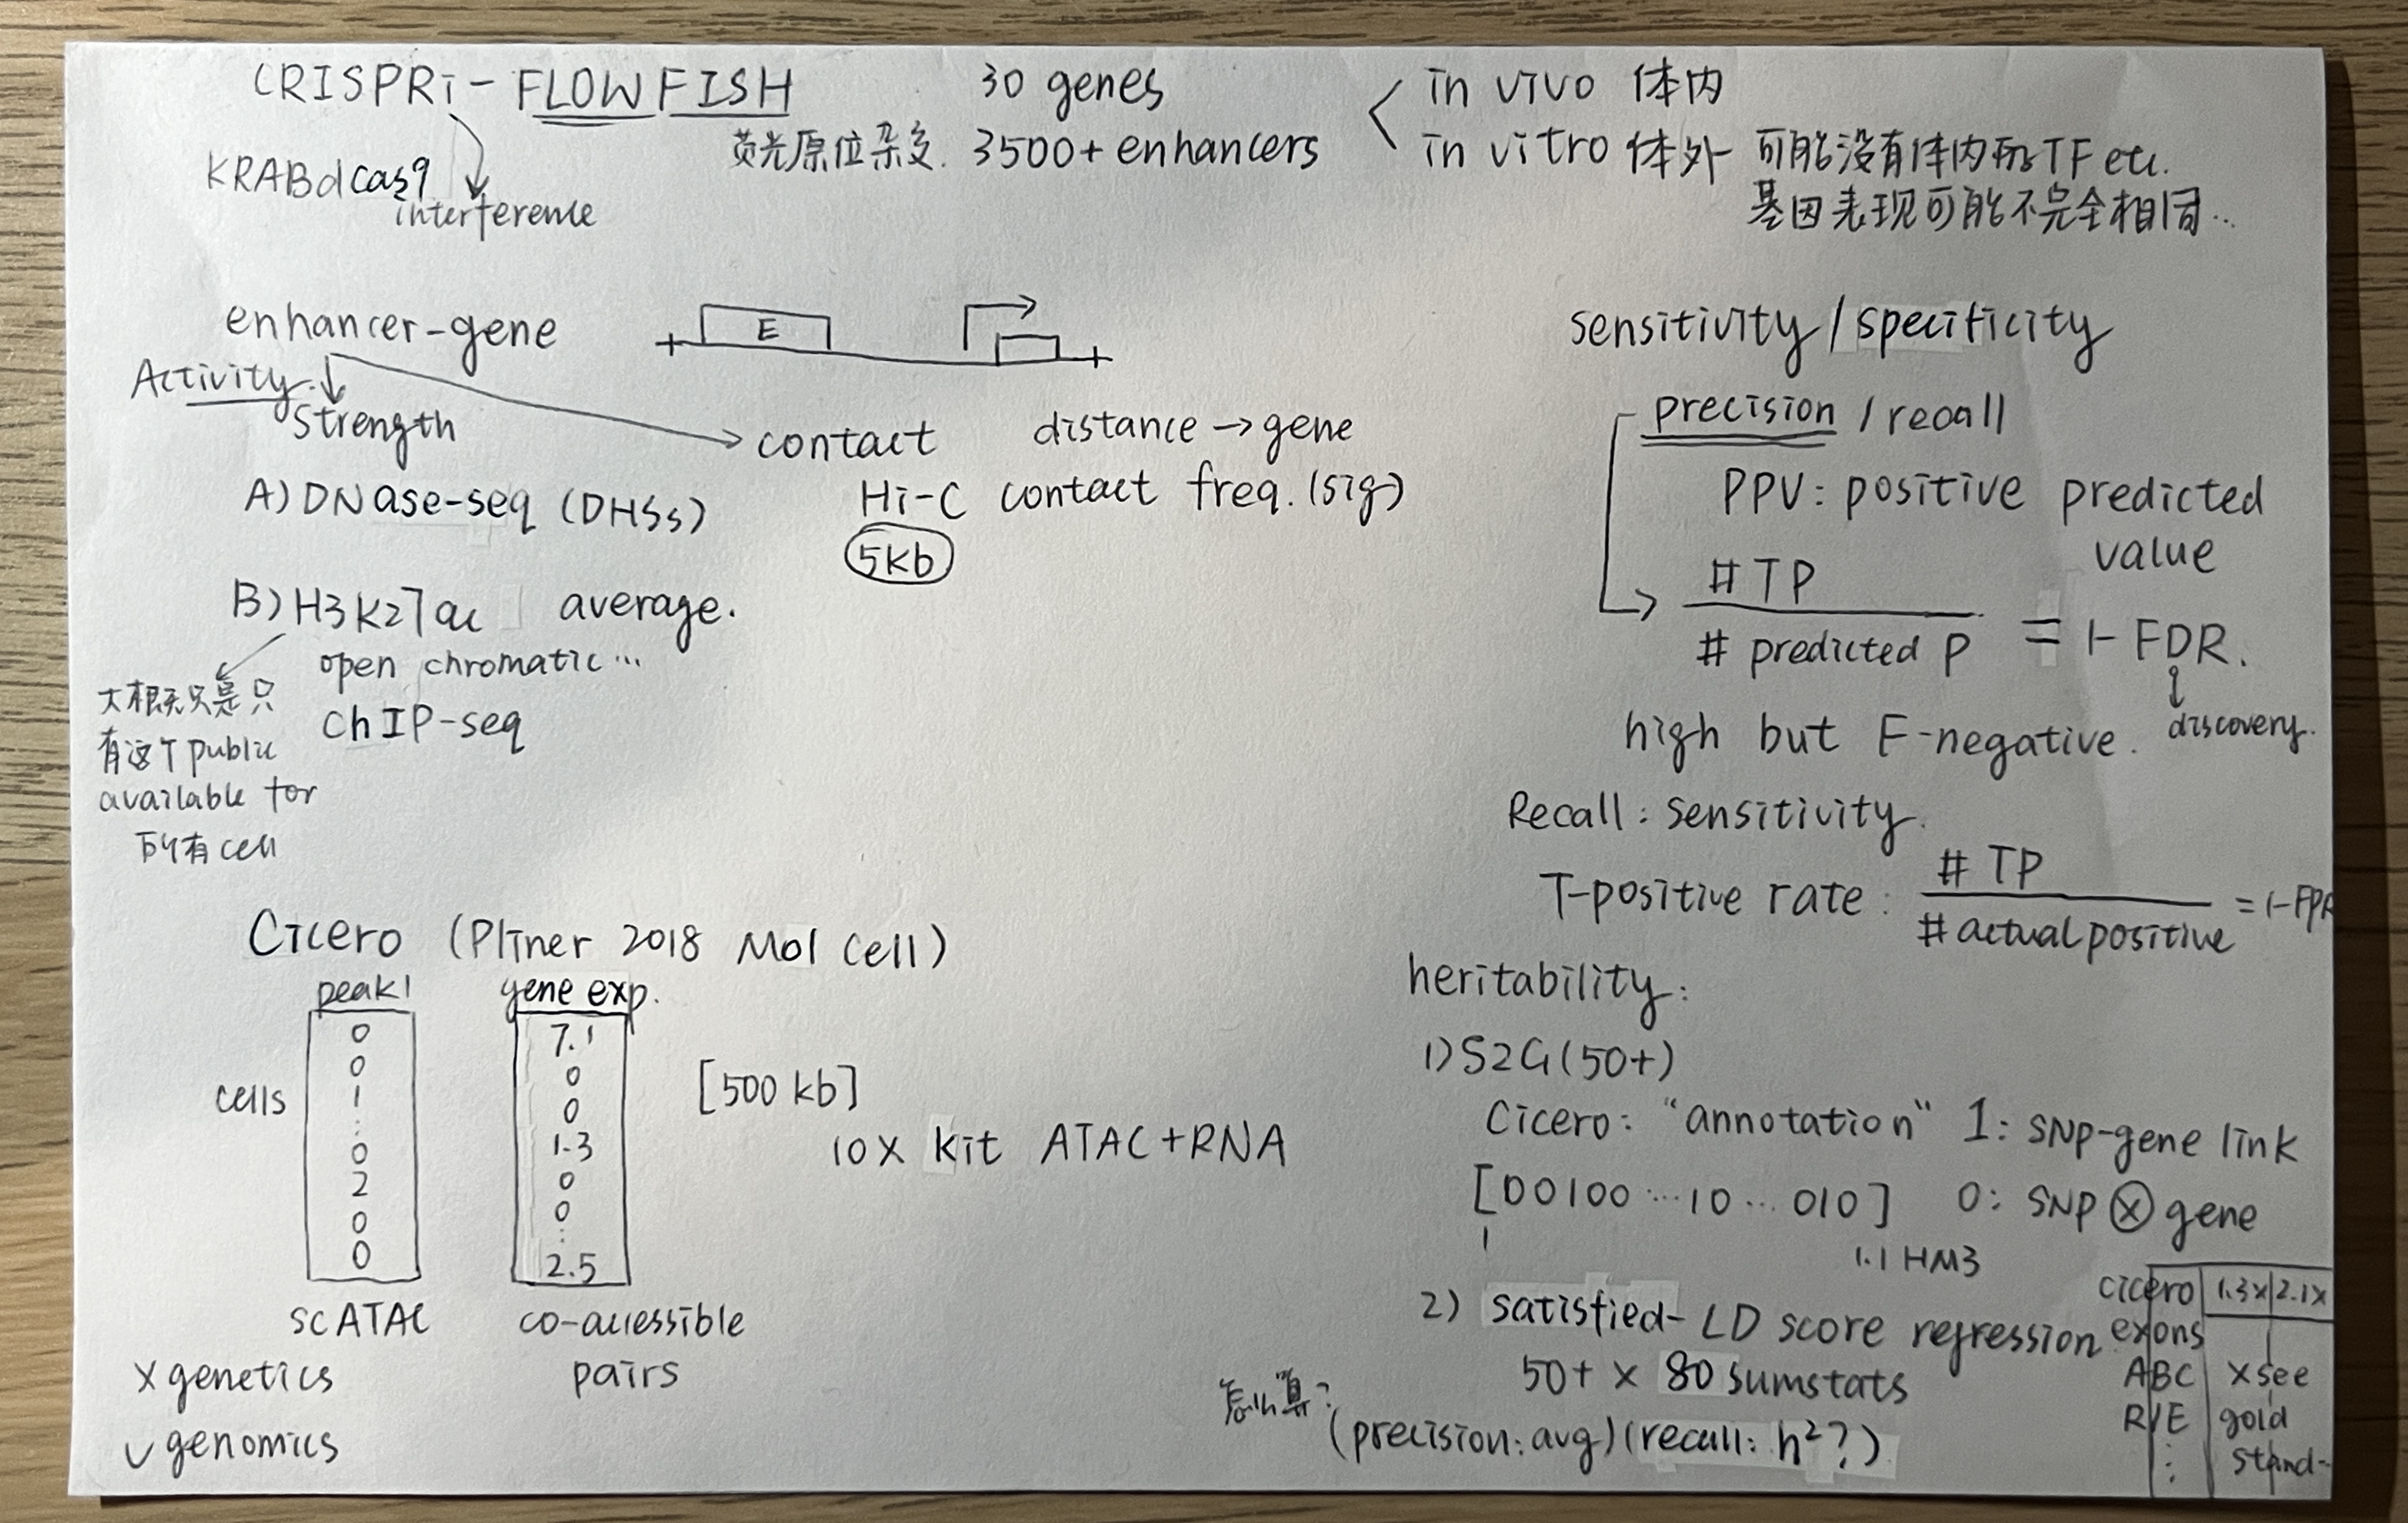 CRISPRi-FLOWFISH
荧光原位杂交.
KRABdcas9
interference
30 genes
3500+ enhancers
in vivo 体内
in vitro 体外 可能没有体内的TF etc.
基因表现可能不完全相同...
enhancer-gene
E
Activity
strength
contact
distance → gene
A) DNase-seq (DHSs)
Hi-C contact freq. (sig)
5kb
B) H3K27ac average.
open chromatic...
ChIP-seq
只是只
有这个public
available for
所有cell
sensitivity/specificity
precision / recall
PPV: positive predicted
value
# TP
# predicted P
= 1-FDR.
discovery.
high but F-negative.
Recall: sensitivity.
T-positive rate:
# TP
# actual positive
= 1-FPR
Cicero (Pliner 2018 Mol Cell)
peak1
0
0
1
:
0
2
0
0
cells
scATAC
gene exp.
7.1
0
0
1.3
0
0
:
2.5
co-accessible
pairs
[500 kb]
10X kit ATAC+RNA
X genetics
✓ genomics
heritability:
1) S2G (50+)
Cicero: "annotation" 1: SNP-gene link
[00100...10...010] 0: SNP ⊗ gene
1
1.1 HM3
2) satisfied- LD score regression
50+ x 80 sumstats
怎么算?
(precision: avg) (recall: h²?)
cicero 1.3x 2.1x
exons
ABC x see
R/E gold
: stand-